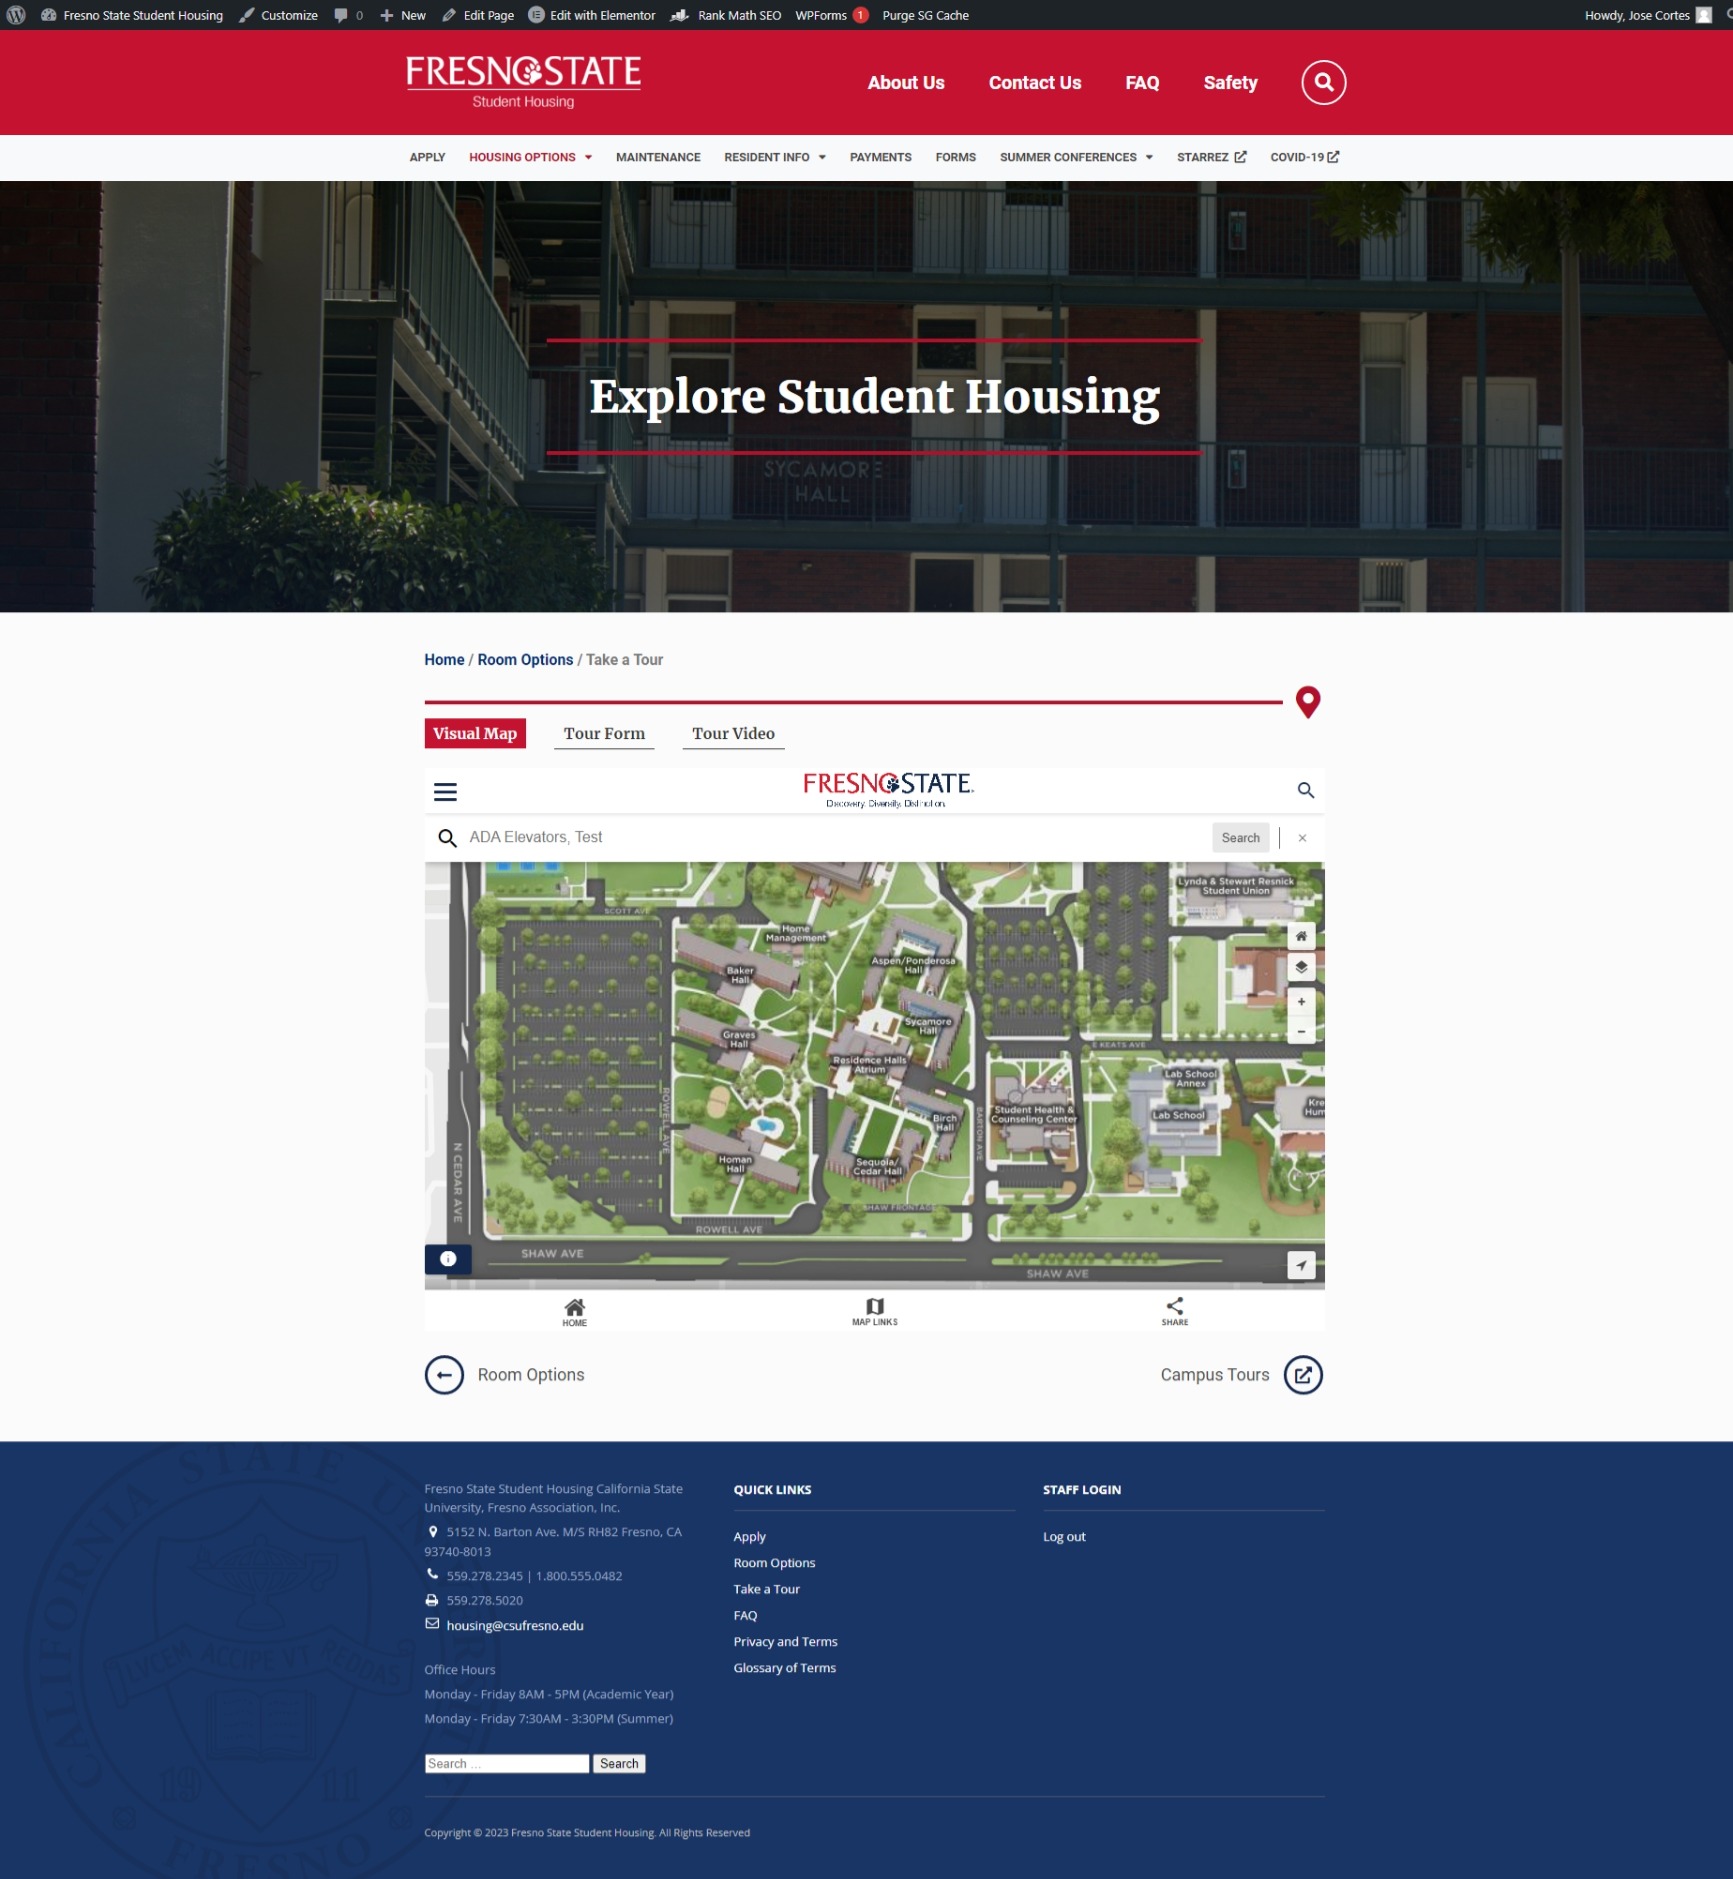 Fresno State Student Housing Customize 0 New Edit Page Edit with Elementor Rank Math SEO WPForms 1 Purge SG Cache Howdy, Jose Cortes
FRESNO STATE
Student Housing
About Us Contact Us FAQ Safety
APPLY HOUSING OPTIONS MAINTENANCE RESIDENT INFO PAYMENTS FORMS SUMMER CONFERENCES STARREZ COVID-19
Explore Student Housing
SYCAMORE
HALL
Home / Room Options / Take a Tour
Visual Map Tour Form Tour Video
FRESNO STATE.
Discovery. Diversity. Distinction.
ADA Elevators, Test Search ×
Lynda & Stewart Resnick
Student Union
SCOTT AVE
Home
Management
Aspen/Ponderosa
Hall
Baker
Hall
Sycamore
Hall
Graves
Hall
E KEATS AVE
Residence Halls
Atrium
Lab School
Annex
ROWELL AVE
Student Health &
Counseling Center
Lab School
Kre
Hum
Birch
Hall
BARTON AVE
N CEDAR AVE
Homan
Hall
Sequoia/
Cedar Hall
SHAW FRONTAGE
ROWELL AVE
SHAW AVE
SHAW AVE
HOME MAP LINKS SHARE
Room Options Campus Tours
Fresno State Student Housing California State
University, Fresno Association, Inc.
5152 N. Barton Ave. M/S RH82 Fresno, CA
93740-8013
559.278.2345 | 1.800.555.0482
559.278.5020
housing@csufresno.edu
Office Hours
Monday - Friday 8AM - 5PM (Academic Year)
Monday - Friday 7:30AM - 3:30PM (Summer)
Search ... Search
QUICK LINKS
Apply
Room Options
Take a Tour
FAQ
Privacy and Terms
Glossary of Terms
STAFF LOGIN
Log out
CALIFORNIA STATE
LVCEM ACCIPE VT REDDAS
1911
FRESNO
Copyright © 2023 Fresno State Student Housing. All Rights Reserved